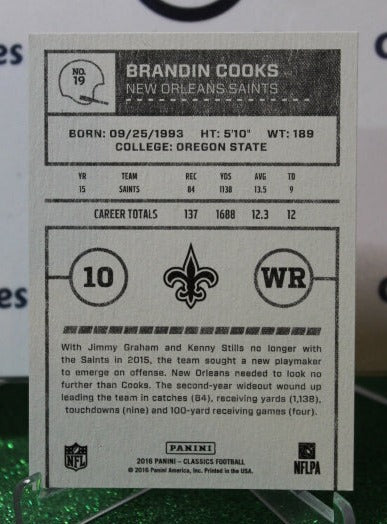 NO.
19
BRANDIN COOKS
NEW ORLEANS SAINTS
BORN: 09/25/1993 HT: 5'10" WT: 189
COLLEGE: OREGON STATE
YR TEAM REC YDS AVG TD
15 SAINTS 84 1138 13.5 9
CAREER TOTALS 137 1688 12.3 12
10
WR
With Jimmy Graham and Kenny Stills no longer with
the Saints in 2015, the team sought a new playmaker
to emerge on offense. New Orleans needed to look no
further than Cooks. The second-year wideout wound up
leading the team in catches (84), receiving yards (1,138),
touchdowns (nine) and 100-yard receiving games (four).
NFL
PANINI
NFLPA
2016 PANINI – CLASSICS FOOTBALL
© 2016 Panini America, Inc. Printed in the USA.